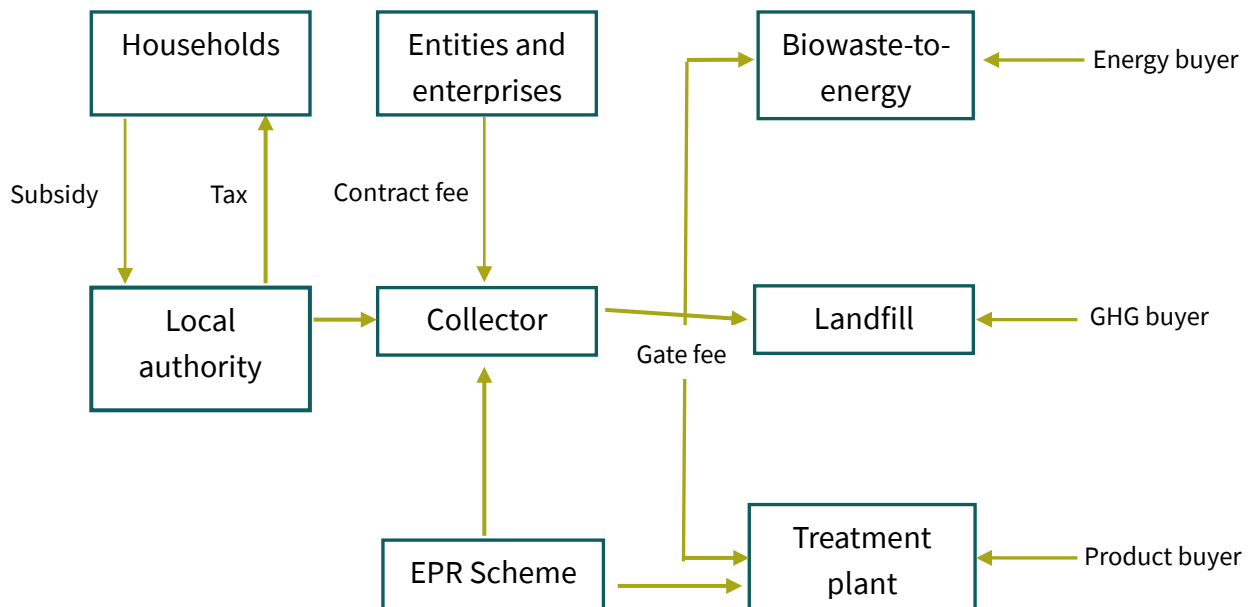 Households
Entities and
enterprises
Biowaste-to-
energy
Energy buyer
Subsidy
Tax
Contract fee
Local
authority
Collector
Landfill
GHG buyer
Gate fee
EPR Scheme
Treatment
plant
Product buyer